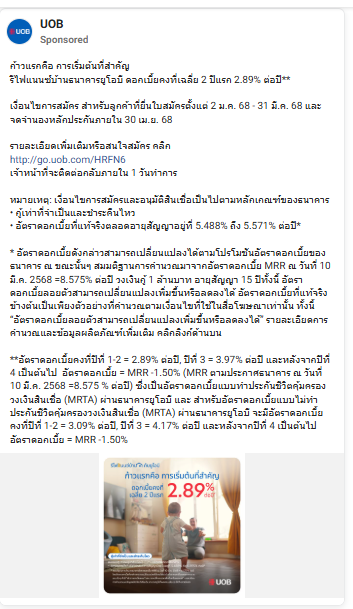 UOB
Sponsored
ก้าวแรกคือ การเริ่มต้นที่สำคัญ
รีไฟแนนซ์บ้านธนาคารยูโอบี ดอกเบี้ยคงที่เฉลี่ย 2 ปีแรก 2.89% ต่อปี**
เงื่อนไขการสมัคร สำหรับลูกค้าที่ยื่นใบสมัครตั้งแต่ 2 ม.ค. 68 - 31 มี.ค. 68 และ
จดจำนองหลักประกันภายใน 30 เม.ย. 68
รายละเอียดเพิ่มเติมหรือสนใจสมัคร คลิก
http://go.uob.com/HRFN6
เจ้าหน้าที่จะติดต่อกลับภายใน 1 วันทำการ
หมายเหตุ: เงื่อนไขการสมัครและอนุมัติสินเชื่อเป็นไปตามหลักเกณฑ์ของธนาคาร
• กู้เท่าที่จำเป็นและชำระคืนไหว
• อัตราดอกเบี้ยที่แท้จริงตลอดอายุสัญญาอยู่ที่ 5.488% ถึง 5.571% ต่อปี*
* อัตราดอกเบี้ยดังกล่าวสามารถเปลี่ยนแปลงได้ตามโปรโมชันอัตราดอกเบี้ยของ
ธนาคาร ณ ขณะนั้นๆ สมมติฐานการคำนวณมาจากอัตราดอกเบี้ย MRR ณ วันที่ 10
มี.ค. 2568 =8.575% ต่อปี วงเงินกู้ 1 ล้านบาท อายุสัญญา 15 ปีทั้งนี้ อัตรา
ดอกเบี้ยลอยตัวสามารถเปลี่ยนแปลงเพิ่มขึ้นหรือลดลงได้ อัตราดอกเบี้ยที่แท้จริง
ข้างต้นเป็นเพียงตัวอย่างที่คำนวณตามเงื่อนไขที่ใช้ในสื่อโฆษณาเท่านั้น ทั้งนี้
"อัตราดอกเบี้ยลอยตัวสามารถเปลี่ยนแปลงเพิ่มขึ้นหรือลดลงได้" รายละเอียดการ
คำนวณและข้อมูลผลิตภัณฑ์เพิ่มเติม คลิกลิงค์ด้านบน
**อัตราดอกเบี้ยคงที่ปีที่ 1-2 = 2.89% ต่อปี, ปีที่ 3 = 3.97% ต่อปี และหลังจากปีที่
4 เป็นต้นไป อัตราดอกเบี้ย = MRR -1.50% (MRR ตามประกาศธนาคาร ณ วันที่
10 มี.ค. 2568 =8.575 % ต่อปี) ซึ่งเป็นอัตราดอกเบี้ยแบบทำประกันชีวิตคุ้มครอง
วงเงินสินเชื่อ (MRTA) ผ่านธนาคารยูโอบี และ สำหรับอัตราดอกเบี้ยแบบไม่ทำ
ประกันชีวิตคุ้มครองวงเงินสินเชื่อ (MRTA) ผ่านธนาคารยูโอบี จะมีอัตราดอกเบี้ย
คงที่ปีที่ 1-2 = 3.09% ต่อปี, ปีที่ 3 = 4.17% ต่อปี และหลังจากปีที่ 4 เป็นต้นไป
อัตราดอกเบี้ย = MRR -1.50%
ก้าวแรกคือ การเริ่มต้นที่สำคัญ
ดอกเบี้ยคงที่
เฉลี่ย 2 ปีแรก 2.89% ต่อปี
UOB